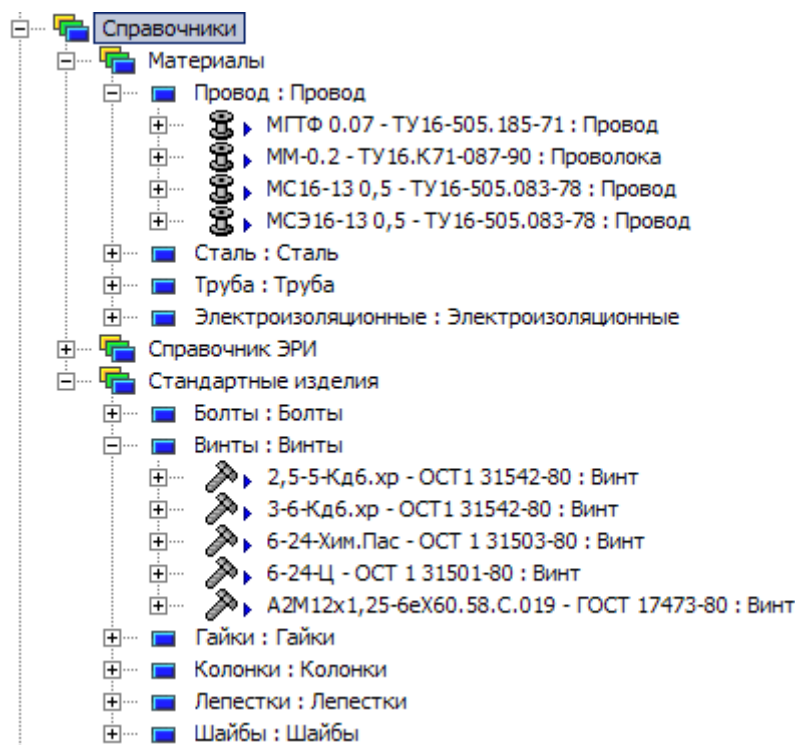 Справочники
Материалы
Провод : Провод
МГТФ 0.07 - ТУ16-505.185-71 : Провод
ММ-0.2 - ТУ16.К71-087-90 : Проволока
МС16-13 0,5 - ТУ16-505.083-78 : Провод
МСЭ16-13 0,5 - ТУ16-505.083-78 : Провод
Сталь : Сталь
Труба : Труба
Электроизоляционные : Электроизоляционные
Справочник ЭРИ
Стандартные изделия
Болты : Болты
Винты : Винты
2,5-5-Кд6.хр - ОСТ1 31542-80 : Винт
3-6-Кд6.хр - ОСТ1 31542-80 : Винт
6-24-Хим.Пас - ОСТ 1 31503-80 : Винт
6-24-Ц - ОСТ 1 31501-80 : Винт
А2М12х1,25-6еХ60.58.С.019 - ГОСТ 17473-80 : Винт
Гайки : Гайки
Колонки : Колонки
Лепестки : Лепестки
Шайбы : Шайбы